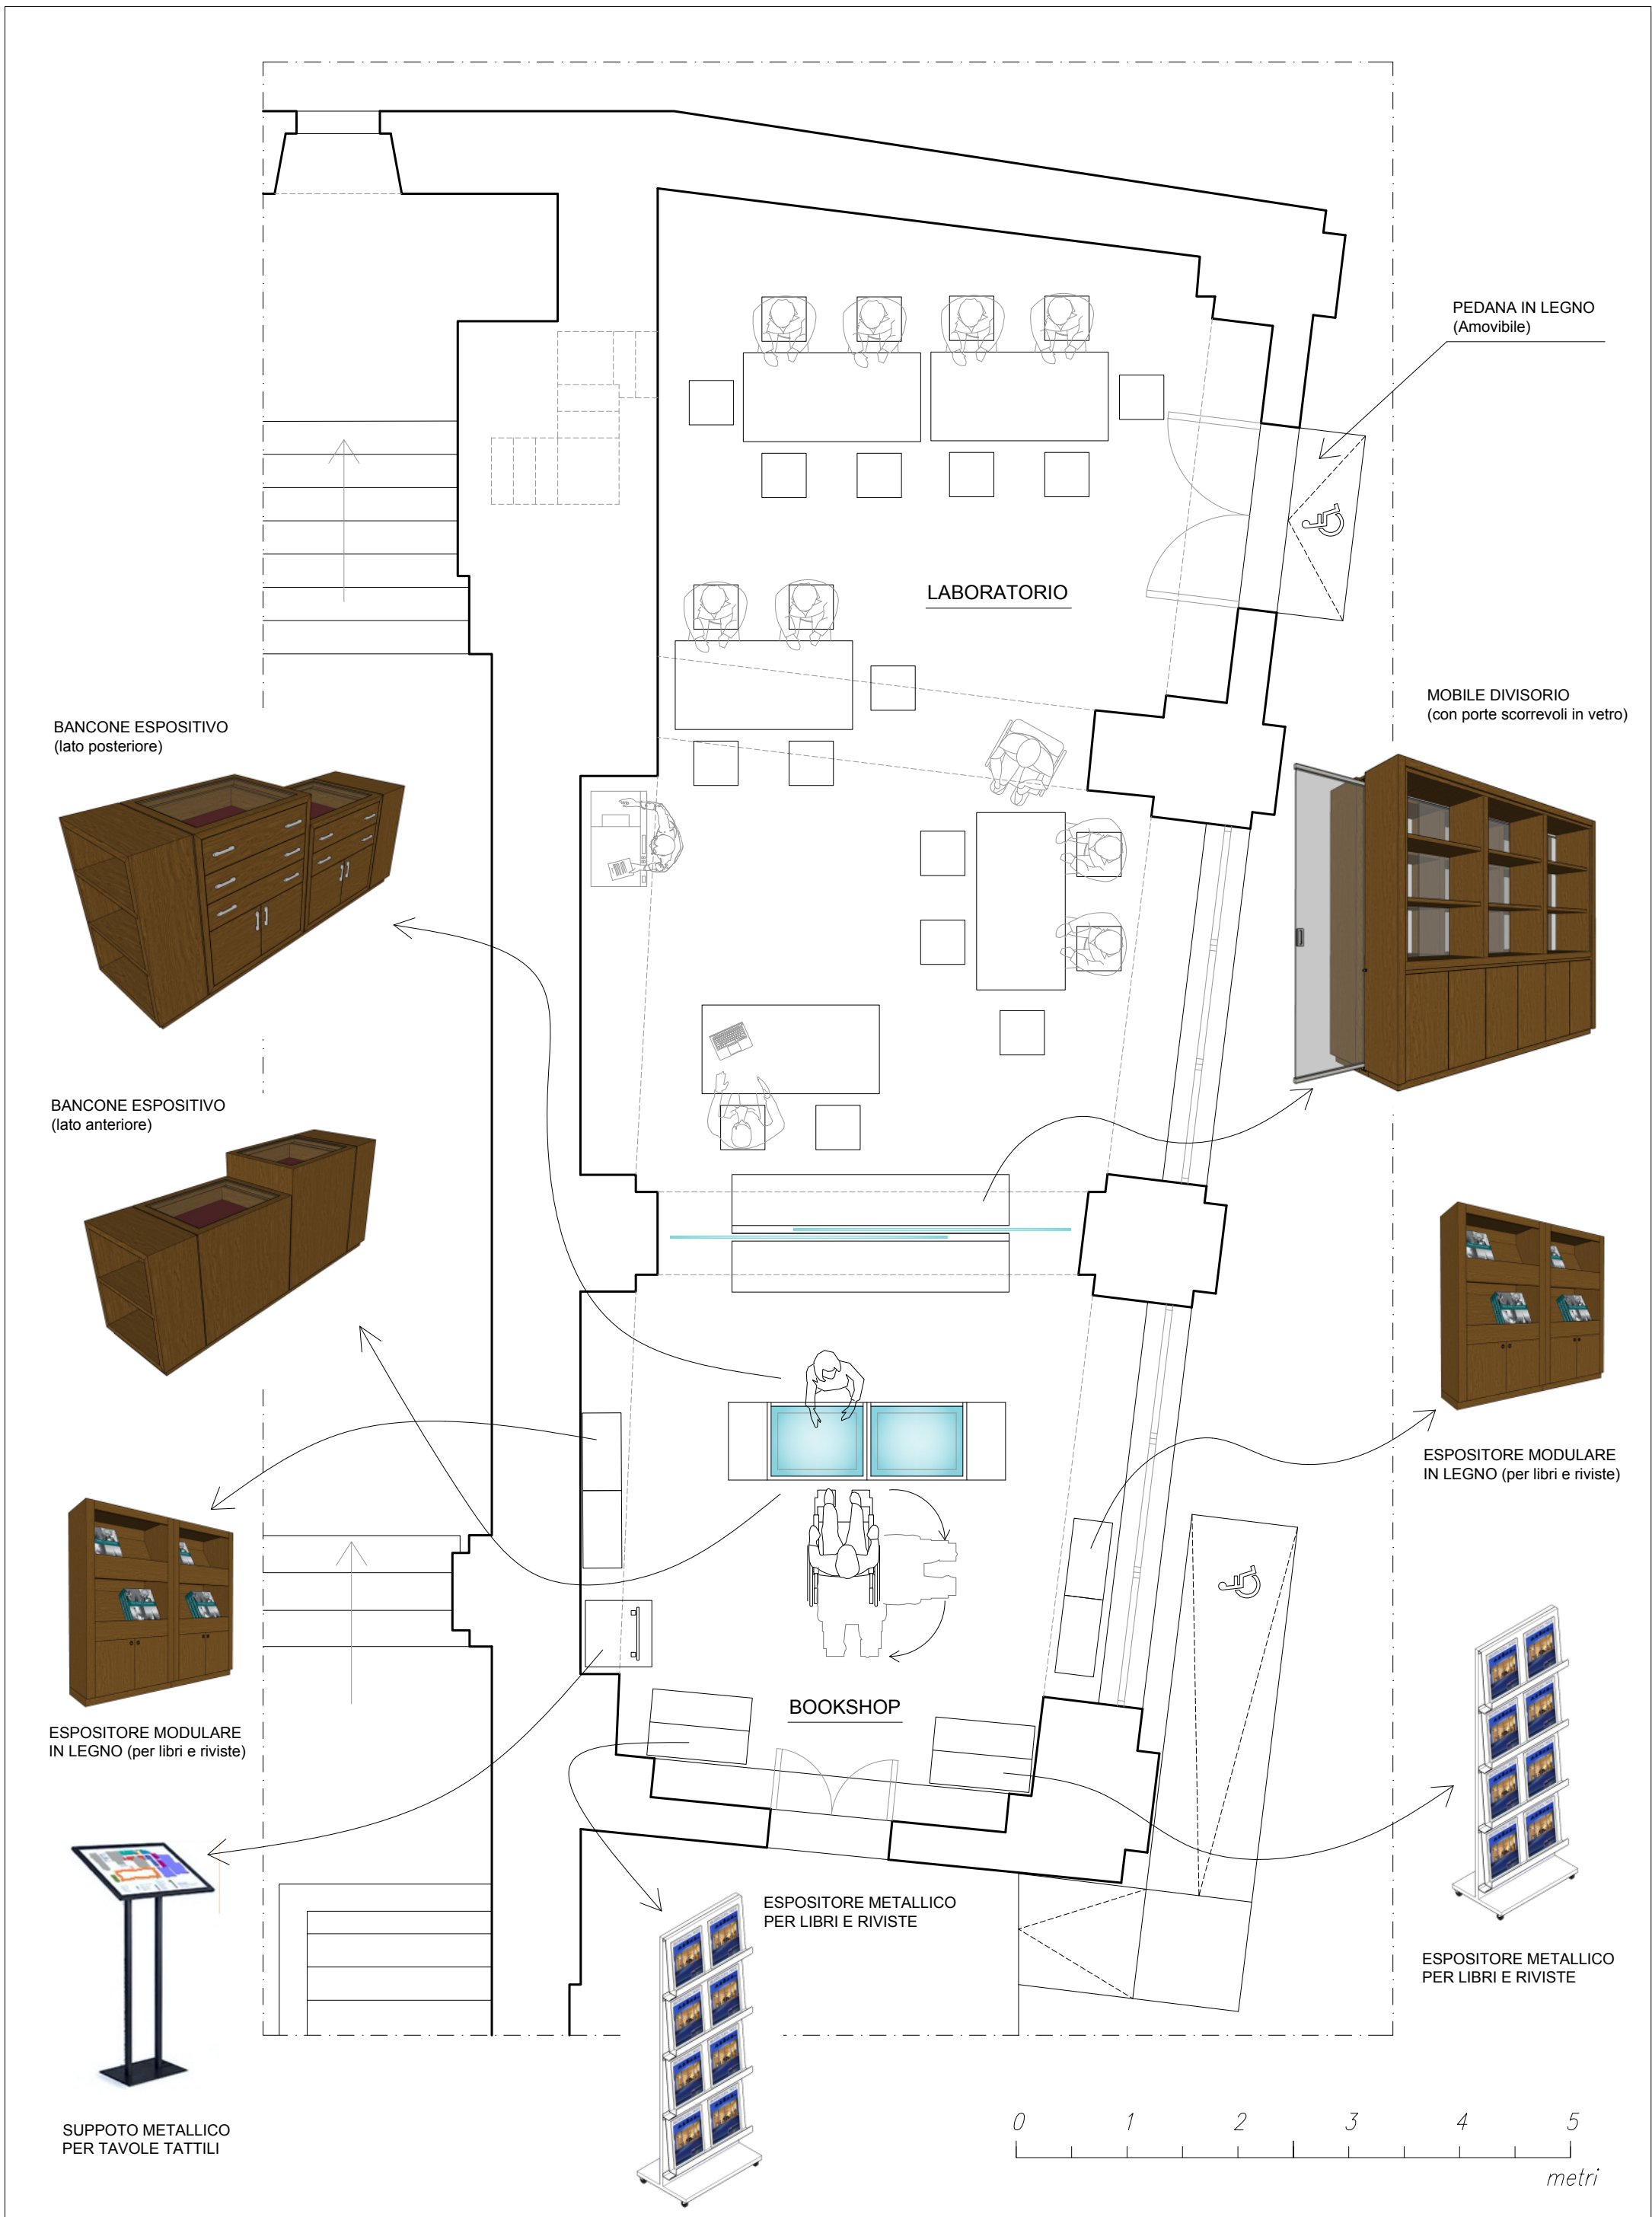 PEDANA IN LEGNO
(Amovibile)
LABORATORIO
MOBILE DIVISORIO
(con porte scorrevoli in vetro)
BANCONE ESPOSITIVO
(lato posteriore)
BANCONE ESPOSITIVO
(lato anteriore)
ESPOSITORE MODULARE
IN LEGNO (per libri e riviste)
BOOKSHOP
ESPOSITORE MODULARE
IN LEGNO (per libri e riviste)
ESPOSITORE METALLICO
PER LIBRI E RIVISTE
ESPOSITORE METALLICO
PER LIBRI E RIVISTE
SUPPOTO METALLICO
PER TAVOLE TATTILI
0 1 2 3 4 5
metri